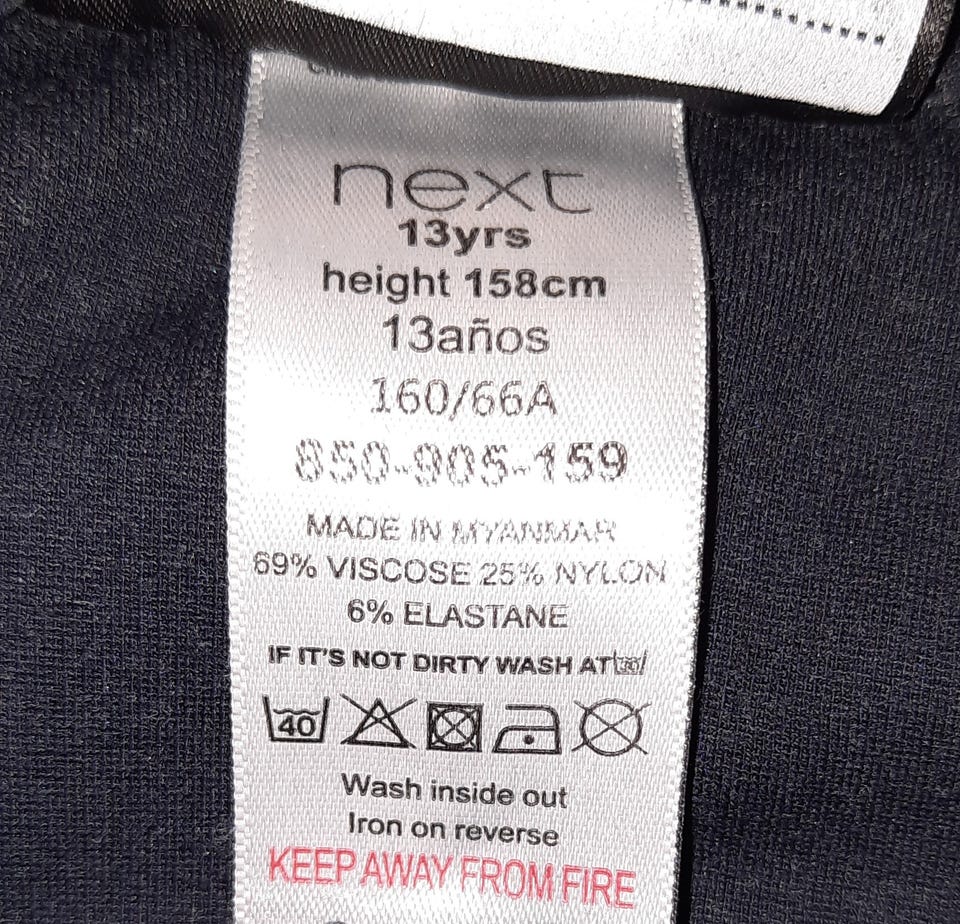 next
13yrs
height 158cm
13años
160/66A
850-905-159
MADE IN MYANMAR
69% VISCOSE 25% NYLON
6% ELASTANE
IF IT'S NOT DIRTY WASH AT 30
40
Wash inside out
Iron on reverse
KEEP AWAY FROM FIRE